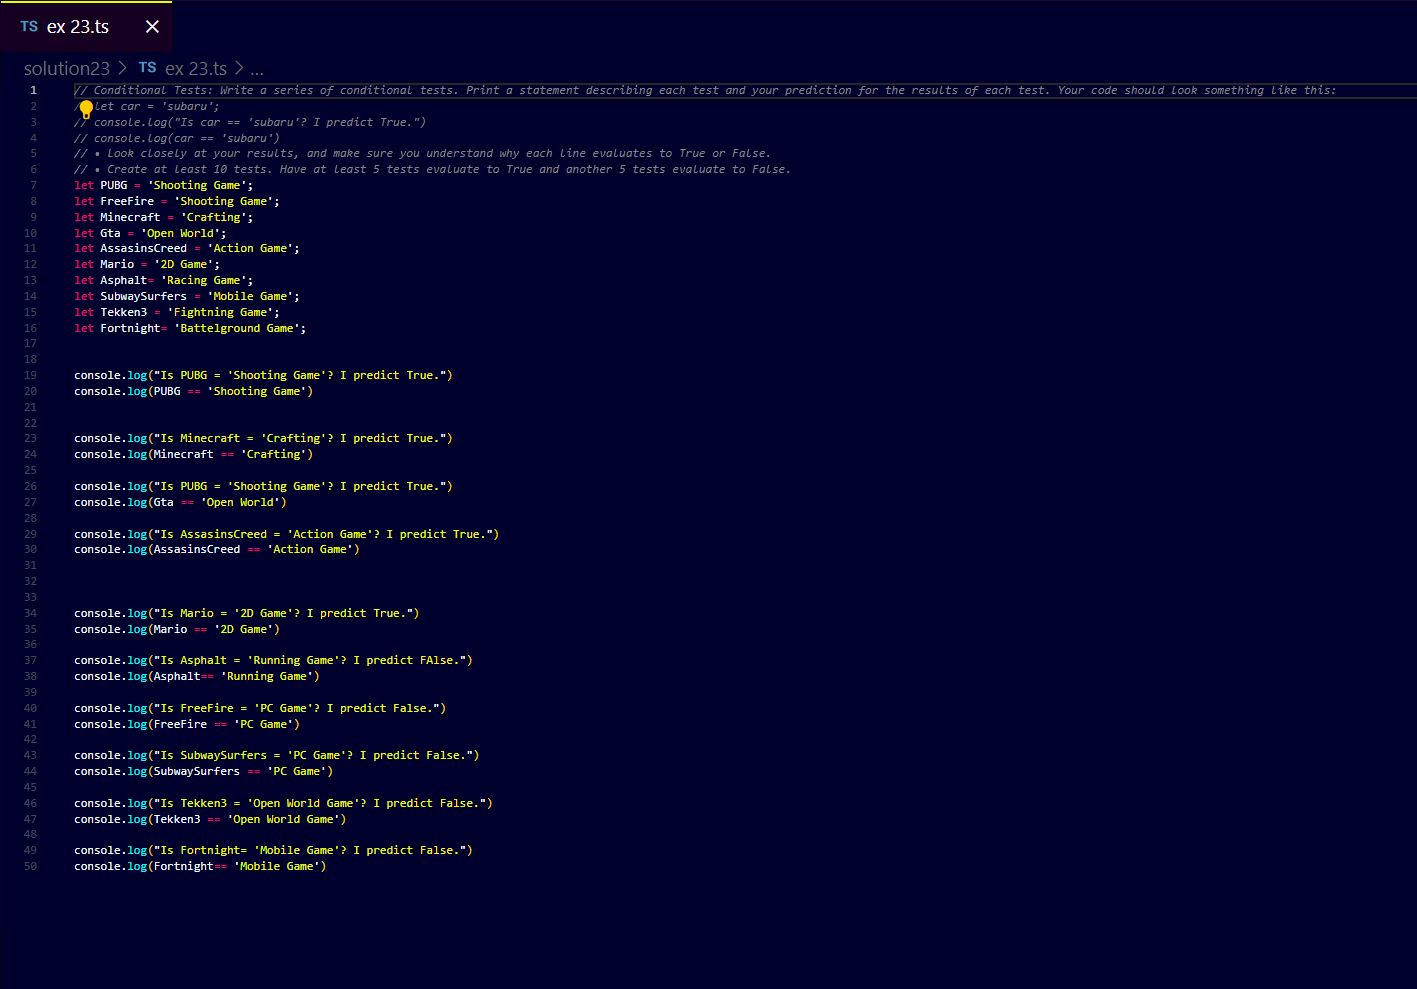 TS ex 23.ts ×
solution23 > TS ex 23.ts > ...
1 // Conditional Tests: Write a series of conditional tests. Print a statement describing each test and your prediction for the results of each test. Your code should look something like this:
2 // let car = 'subaru';
3 // console.log("Is car == 'subaru'? I predict True.")
4 // console.log(car == 'subaru')
5 // • Look closely at your results, and make sure you understand why each line evaluates to True or False.
6 // • Create at least 10 tests. Have at least 5 tests evaluate to True and another 5 tests evaluate to False.
7 let PUBG = 'Shooting Game';
8 let FreeFire = 'Shooting Game';
9 let Minecraft = 'Crafting';
10 let Gta = 'Open World';
11 let AssasinsCreed = 'Action Game';
12 let Mario = '2D Game';
13 let Asphalt= 'Racing Game';
14 let SubwaySurfers = 'Mobile Game';
15 let Tekken3 = 'Fightning Game';
16 let Fortnight= 'Battelground Game';
17
18
19 console.log("Is PUBG = 'Shooting Game'? I predict True.")
20 console.log(PUBG == 'Shooting Game')
21
22
23 console.log("Is Minecraft = 'Crafting'? I predict True.")
24 console.log(Minecraft == 'Crafting')
25
26 console.log("Is PUBG = 'Shooting Game'? I predict True.")
27 console.log(Gta == 'Open World')
28
29 console.log("Is AssasinsCreed = 'Action Game'? I predict True.")
30 console.log(AssasinsCreed == 'Action Game')
31
32
33
34 console.log("Is Mario = '2D Game'? I predict True.")
35 console.log(Mario == '2D Game')
36
37 console.log("Is Asphalt = 'Running Game'? I predict FAlse.")
38 console.log(Asphalt== 'Running Game')
39
40 console.log("Is FreeFire = 'PC Game'? I predict False.")
41 console.log(FreeFire == 'PC Game')
42
43 console.log("Is SubwaySurfers = 'PC Game'? I predict False.")
44 console.log(SubwaySurfers == 'PC Game')
45
46 console.log("Is Tekken3 = 'Open World Game'? I predict False.")
47 console.log(Tekken3 == 'Open World Game')
48
49 console.log("Is Fortnight= 'Mobile Game'? I predict False.")
50 console.log(Fortnight== 'Mobile Game')